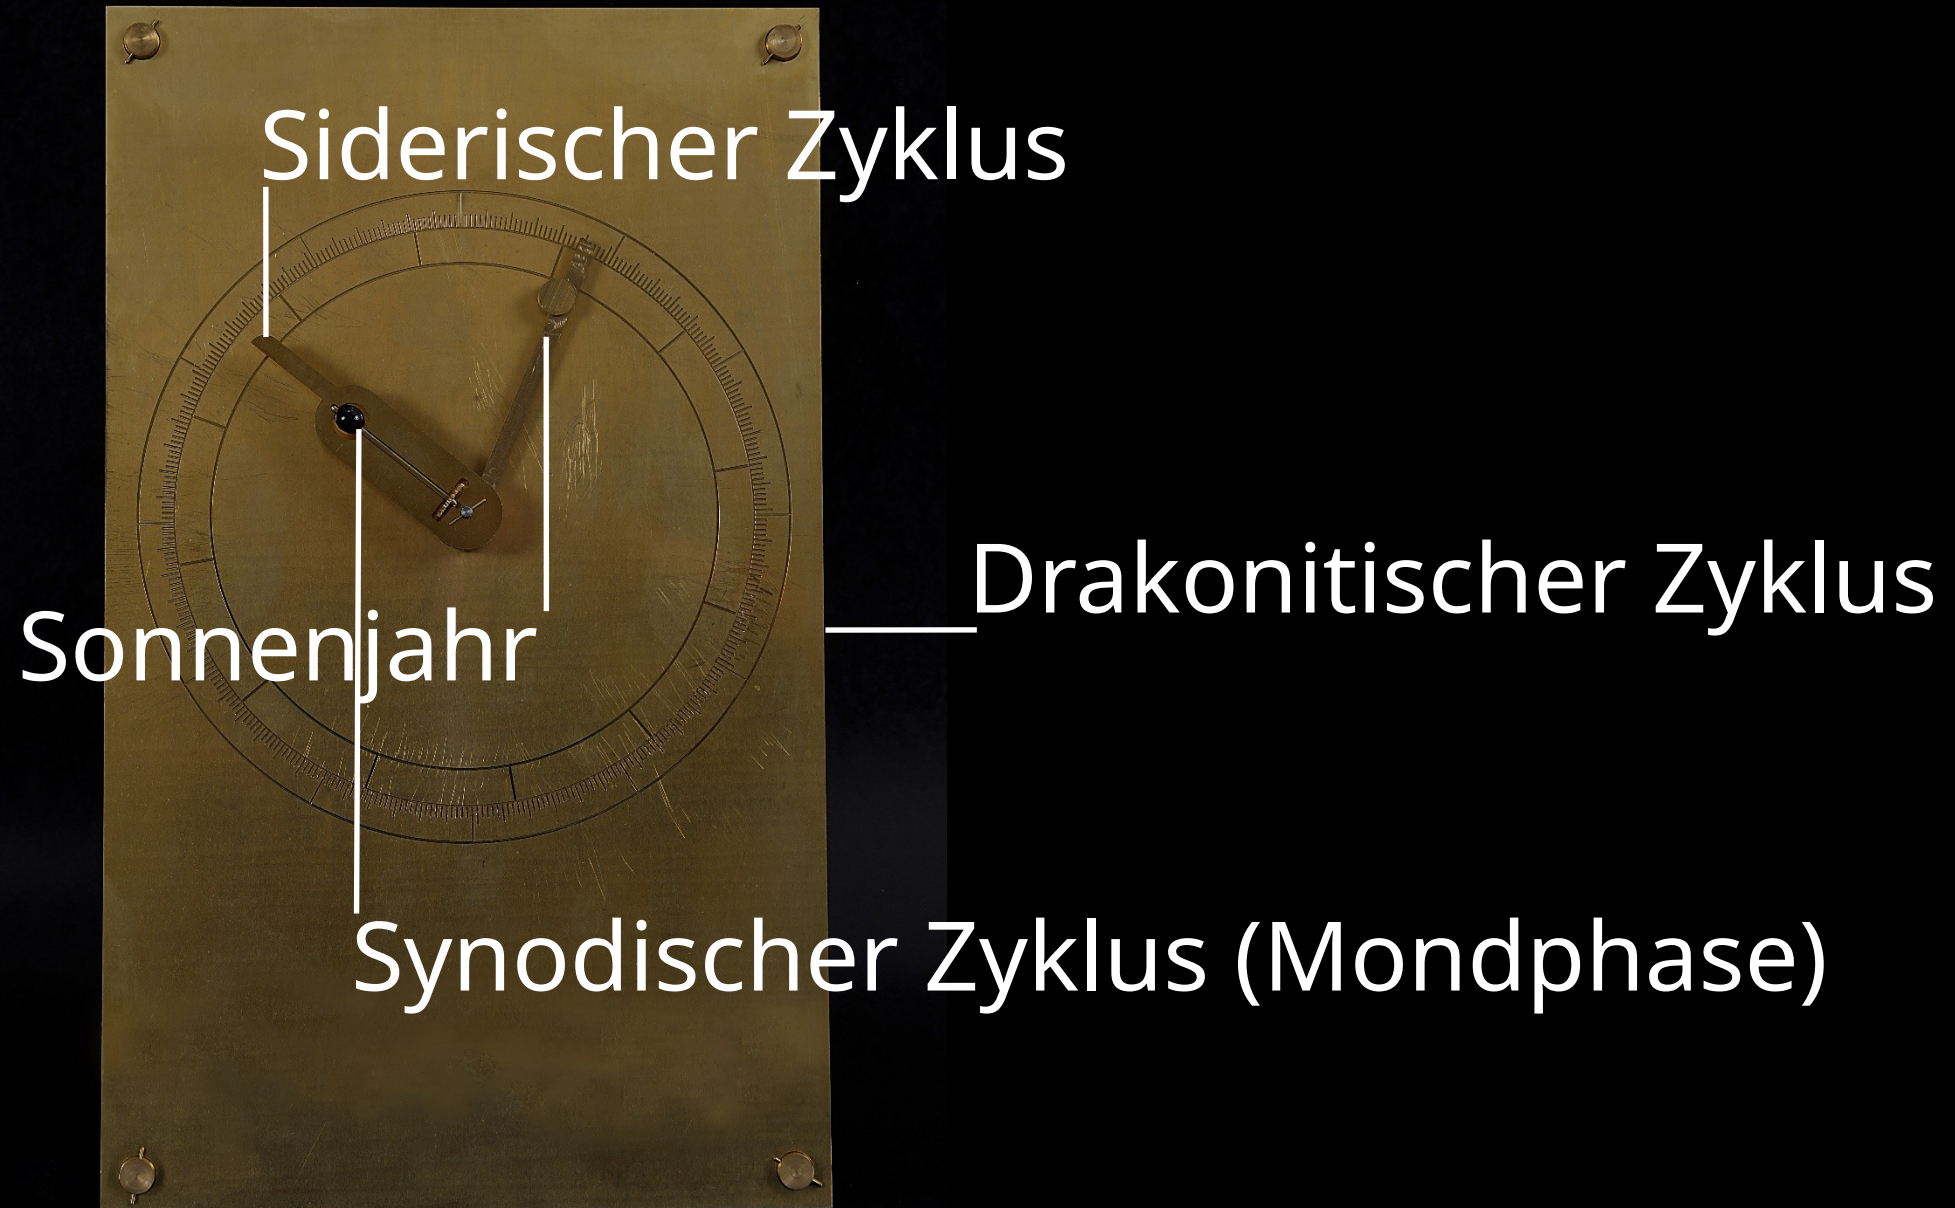 Siderischer Zyklus
Drakonitischer Zyklus
Sonnenjahr
Synodischer Zyklus (Mondphase)